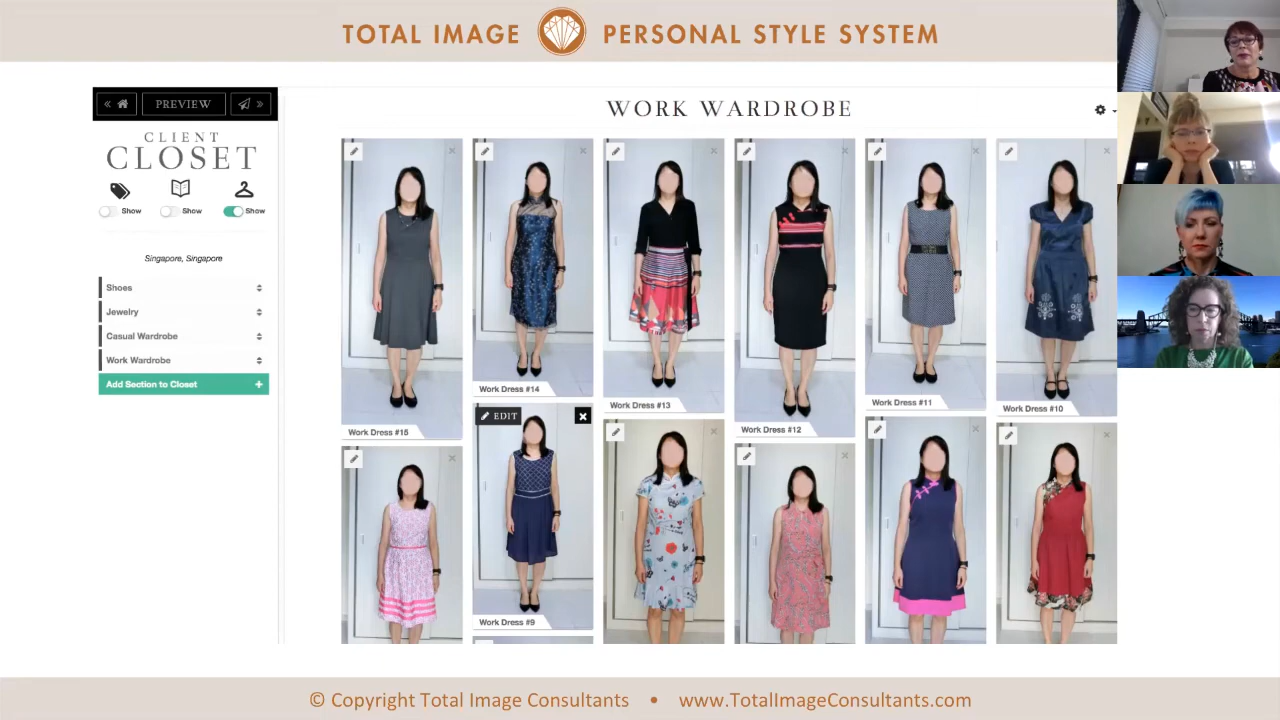 TOTAL IMAGE PERSONAL STYLE SYSTEM
« PREVIEW »
WORK WARDROBE
CLIENT
CLOSET
Show Show Show
Singapore, Singapore
Shoes
Jewelry
Casual Wardrobe
Work Wardrobe
Add Section to Closet +
Work Dress #15
Work Dress #14
Work Dress #13
Work Dress #12
Work Dress #11
Work Dress #10
EDIT
Work Dress #9
© Copyright Total Image Consultants • www.TotalImageConsultants.com